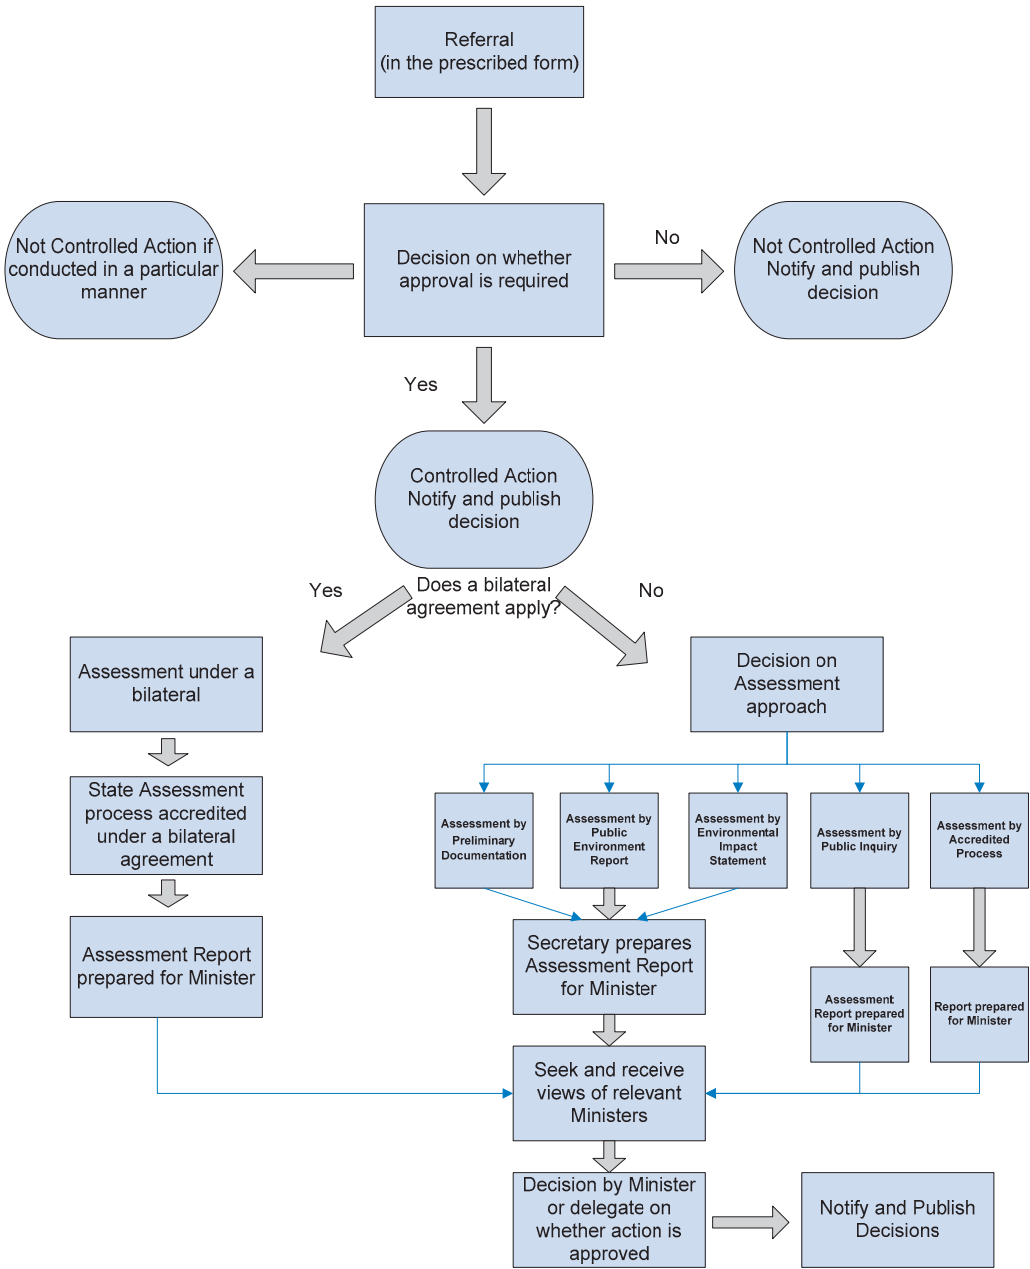 Referral
(in the prescribed form)
Not Controlled Action if
conducted in a particular
manner
Decision on whether
approval is required
No
Not Controlled Action
Notify and publish
decision
Yes
Controlled Action
Notify and publish
decision
Yes
Does a bilateral
agreement apply?
No
Assessment under a
bilateral
Decision on
Assessment
approach
State Assessment
process accredited
under a bilateral
agreement
Assessment by
Preliminary
Documentation
Assessment by
Public
Environment
Report
Assessment by
Environmental
Impact
Statement
Assessment by
Public Inquiry
Assessment by
Accredited
Process
Assessment Report
prepared for Minister
Secretary prepares
Assessment Report
for Minister
Assessment
Report prepared
for Minister
Report prepared
for Minister
Seek and receive
views of relevant
Ministers
Decision by Minister
or delegate on
whether action is
approved
Notify and Publish
Decisions